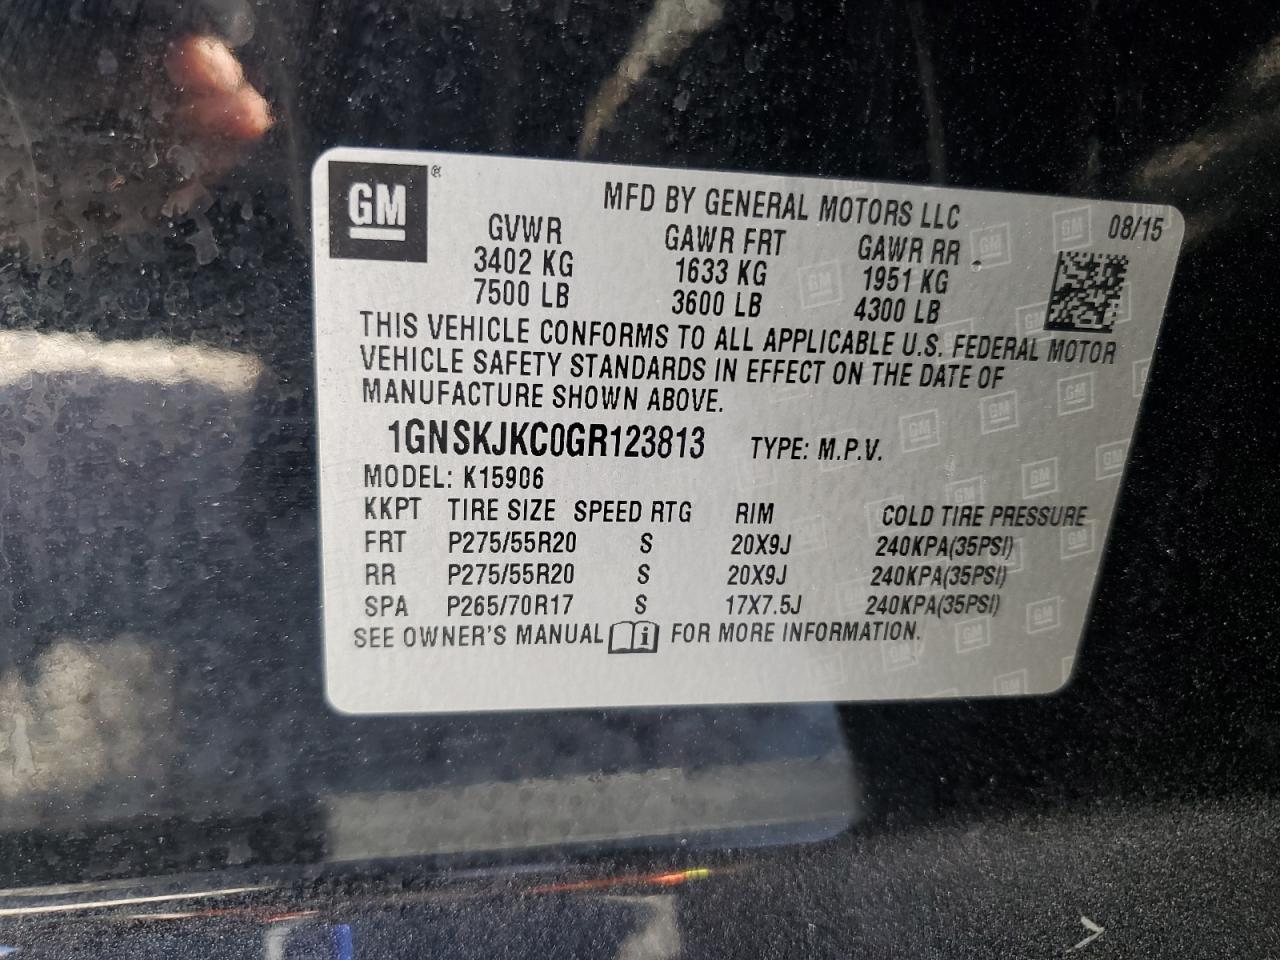 GM ®
MFD BY GENERAL MOTORS LLC 08/15
GVWR GAWR FRT GAWR RR
3402 KG 1633 KG 1951 KG
7500 LB 3600 LB 4300 LB
THIS VEHICLE CONFORMS TO ALL APPLICABLE U.S. FEDERAL MOTOR
VEHICLE SAFETY STANDARDS IN EFFECT ON THE DATE OF
MANUFACTURE SHOWN ABOVE.
1GNSKJKC0GR123813 TYPE: M.P.V.
MODEL: K15906
KKPT TIRE SIZE SPEED RTG RIM COLD TIRE PRESSURE
FRT P275/55R20 S 20X9J 240KPA(35PSI)
RR P275/55R20 S 20X9J 240KPA(35PSI)
SPA P265/70R17 S 17X7.5J 240KPA(35PSI)
SEE OWNER'S MANUAL i FOR MORE INFORMATION.